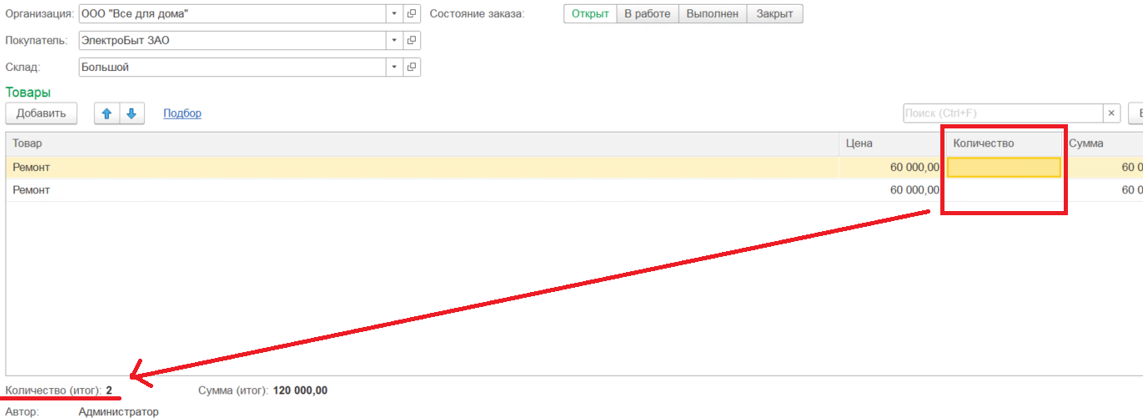 Организация: ООО "Все для дома" Состояние заказа: Открыт В работе Выполнен Закрыт
Покупатель: ЭлектроБыт ЗАО
Склад: Большой
Товары
Добавить Подбор Поиск (Ctrl+F) ×
Товар Цена Количество Сумма
Ремонт 60 000,00 60 0
Ремонт 60 000,00 60 0
Количество (итог): 2 Сумма (итог): 120 000,00
Автор: Администратор